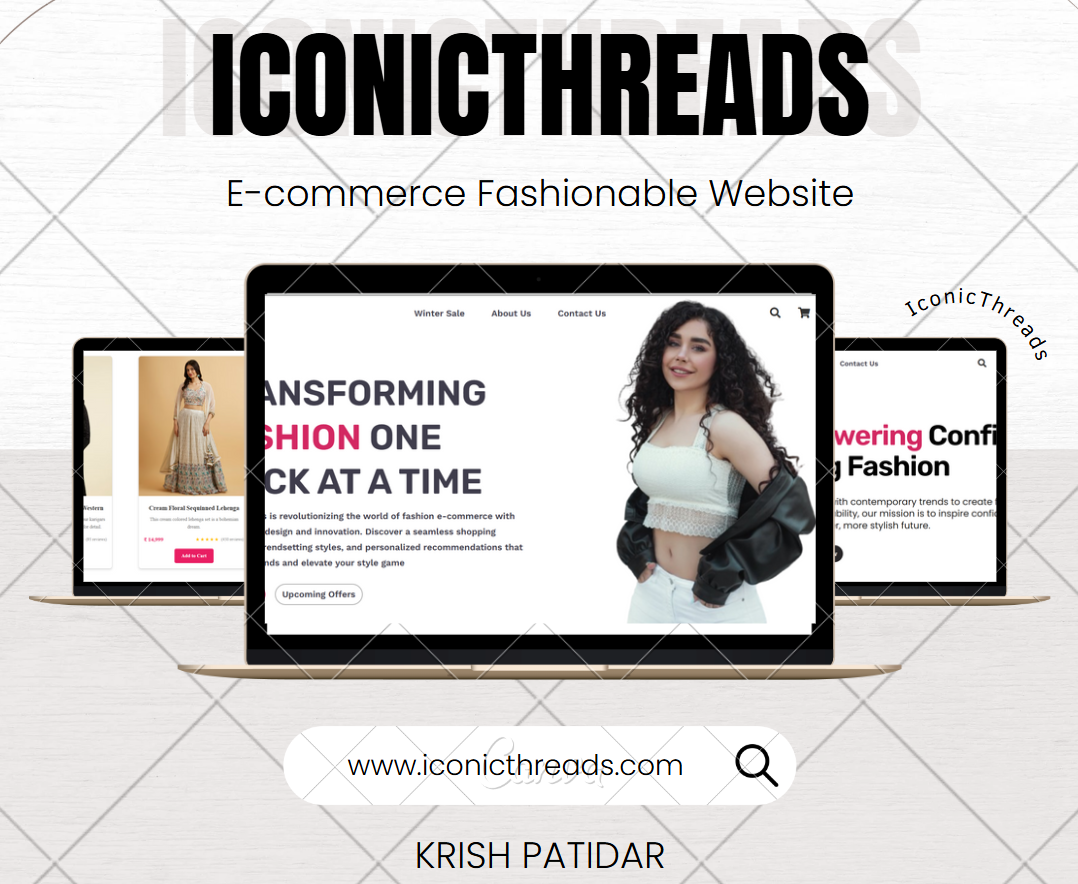 ICONICTHREADS
E-commerce Fashionable Website
IconicThreads
Winter Sale About Us Contact Us
ANSFORMING
SHION ONE
CK AT A TIME
s is revolutionizing the world of fashion e-commerce with
design and innovation. Discover a seamless shopping
rendsetting styles, and personalized recommendations that
nds and elevate your style game
Upcoming Offers
Western
Cream Floral Sequinned Lehenga
This cream colored lehenga set is a bohemian
dream.
Add to Cart
Contact Us
wering Confi
g Fashion
ith contemporary trends to create
bility, our mission is to inspire confi
r, more stylish future.
www.iconicthreads.com
Canva
KRISH PATIDAR